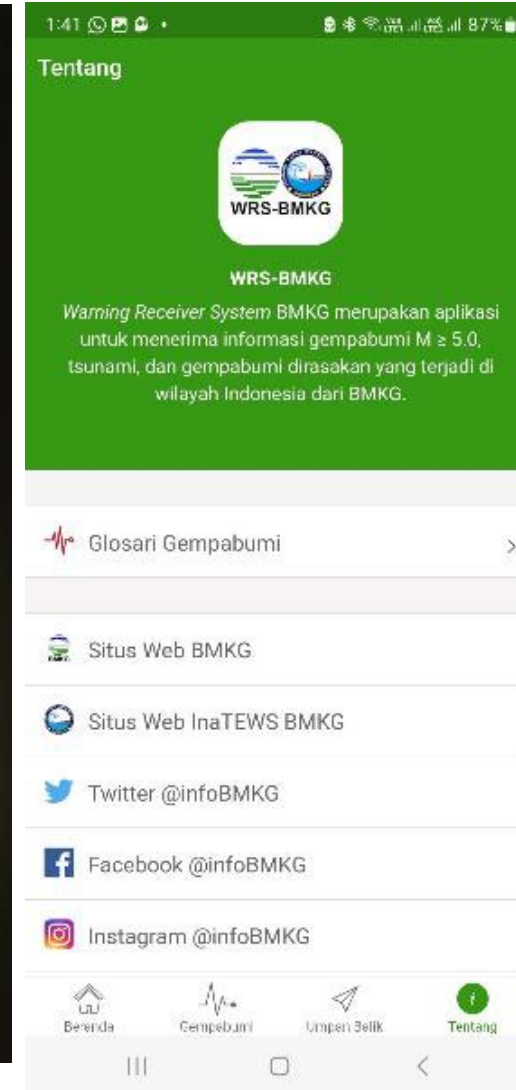 1:41
87%
Tentang
WRS-BMKG
WRS-BMKG
Warning Receiver System BMKG merupakan aplikasi
untuk menerima informasi gempabumi M ≥ 5.0,
tsunami, dan gempabumi dirasakan yang terjadi di
wilayah Indonesia dari BMKG.
Glosari Gempabumi
Situs Web BMKG
Situs Web InaTEWS BMKG
Twitter @infoBMKG
Facebook @infoBMKG
Instagram @infoBMKG
Beranda
Gempabumi
Umpan Balik
Tentang